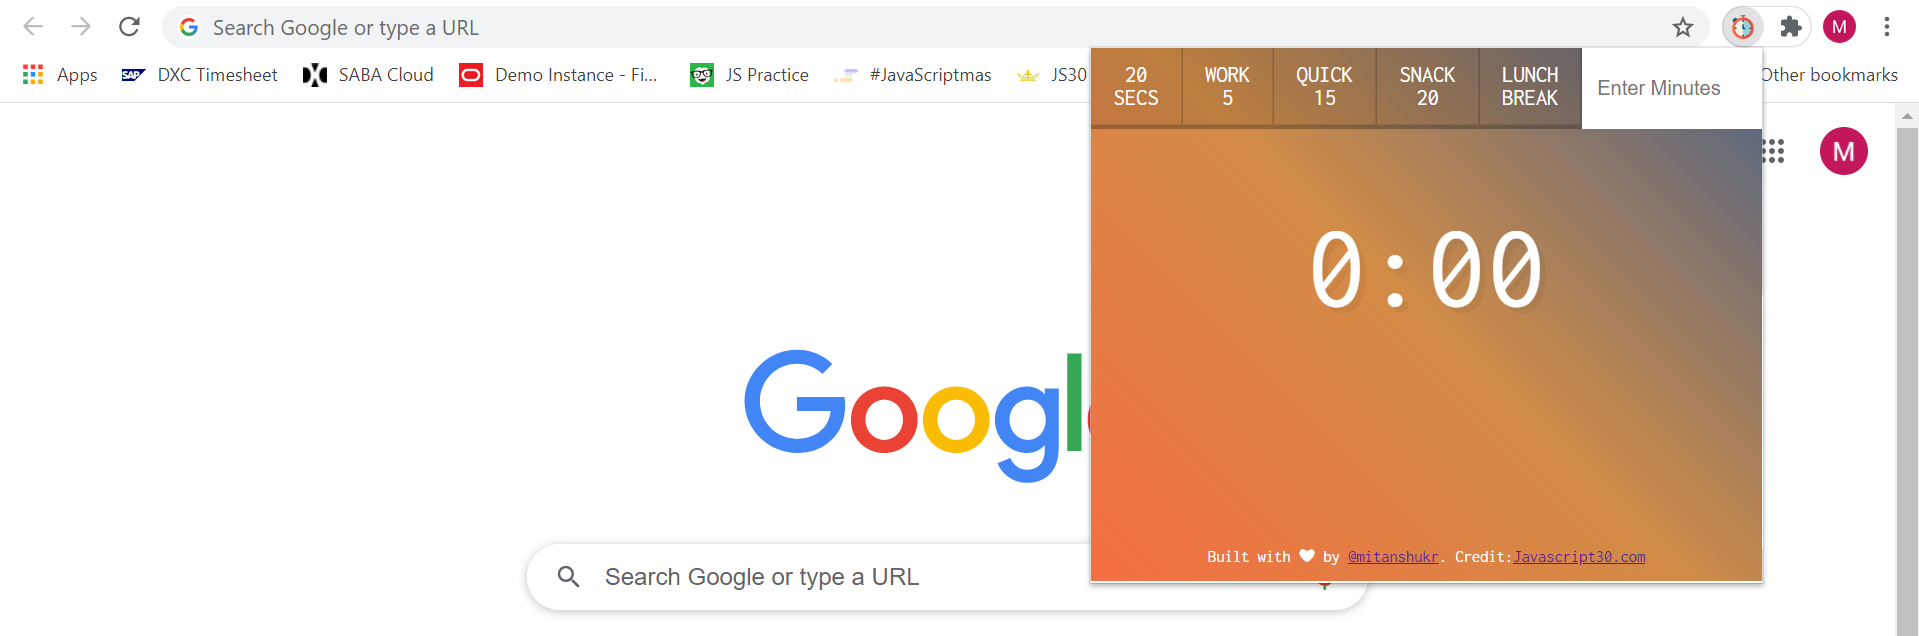 Search Google or type a URL
M
Apps
SAP
DXC Timesheet
SABA Cloud
Demo Instance - Fi...
JS Practice
#JavaScriptmas
JS30
Other bookmarks
20
SECS
WORK
5
QUICK
15
SNACK
20
LUNCH
BREAK
Enter Minutes
M
0:00
Google
Built with by @mitanshukr. Credit:Javascript30.com
Search Google or type a URL